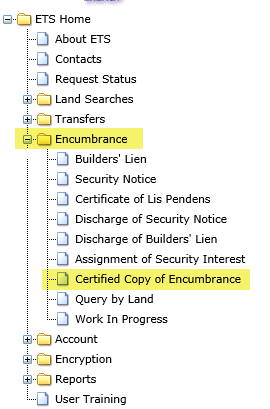 ETS Home
About ETS
Contacts
Request Status
Land Searches
Transfers
Encumbrance
Builders' Lien
Security Notice
Certificate of Lis Pendens
Discharge of Security Notice
Discharge of Builders' Lien
Assignment of Security Interest
Certified Copy of Encumbrance
Query by Land
Work In Progress
Account
Encryption
Reports
User Training